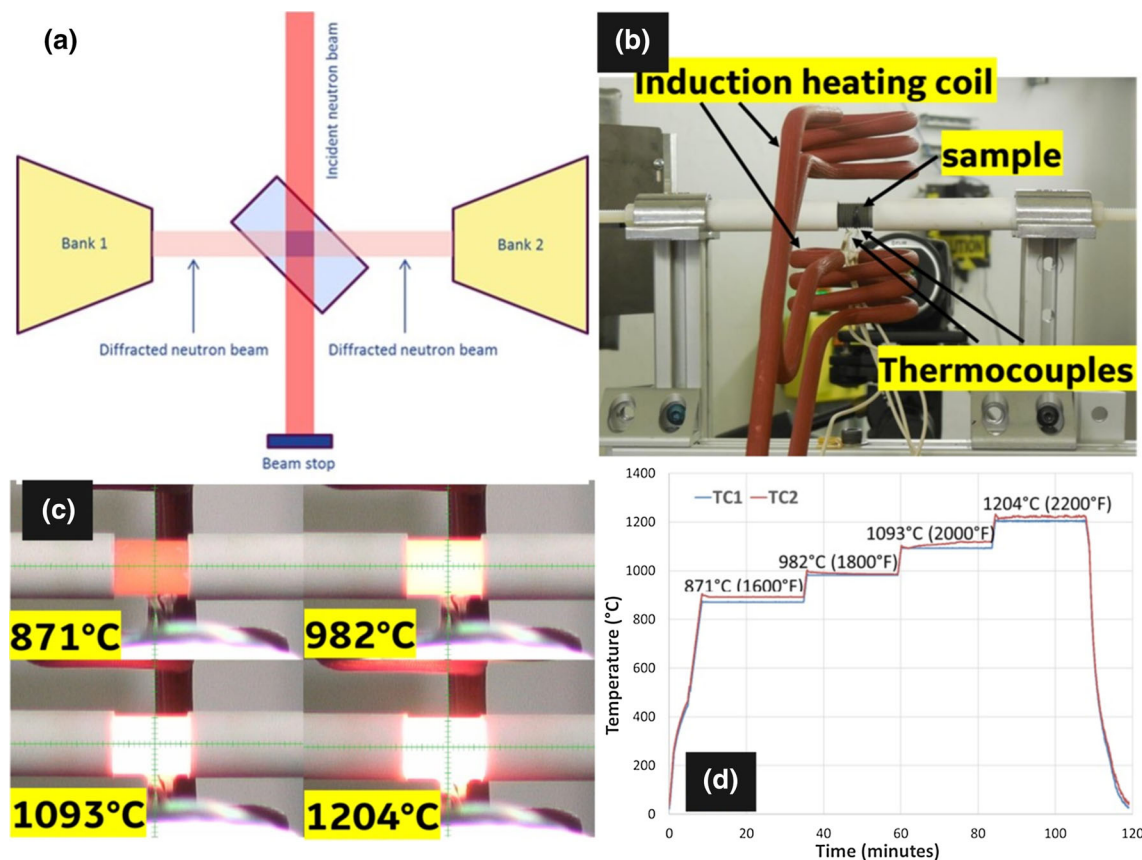 (a)
Incident neutron beam
Bank 1
Bank 2
Diffracted neutron beam
Diffracted neutron beam
Beam stop
(b)
Induction heating coil
sample
Thermocouples
(c)
871°C
982°C
1093°C
1204°C
1400
1200
1000
800
600
400
200
0
Temperature (°C)
TC1
TC2
871°C (1600°F)
982°C (1800°F)
1093°C (2000°F)
1204°C (2200°F)
(d)
0
20
40
60
80
100
120
Time (minutes)